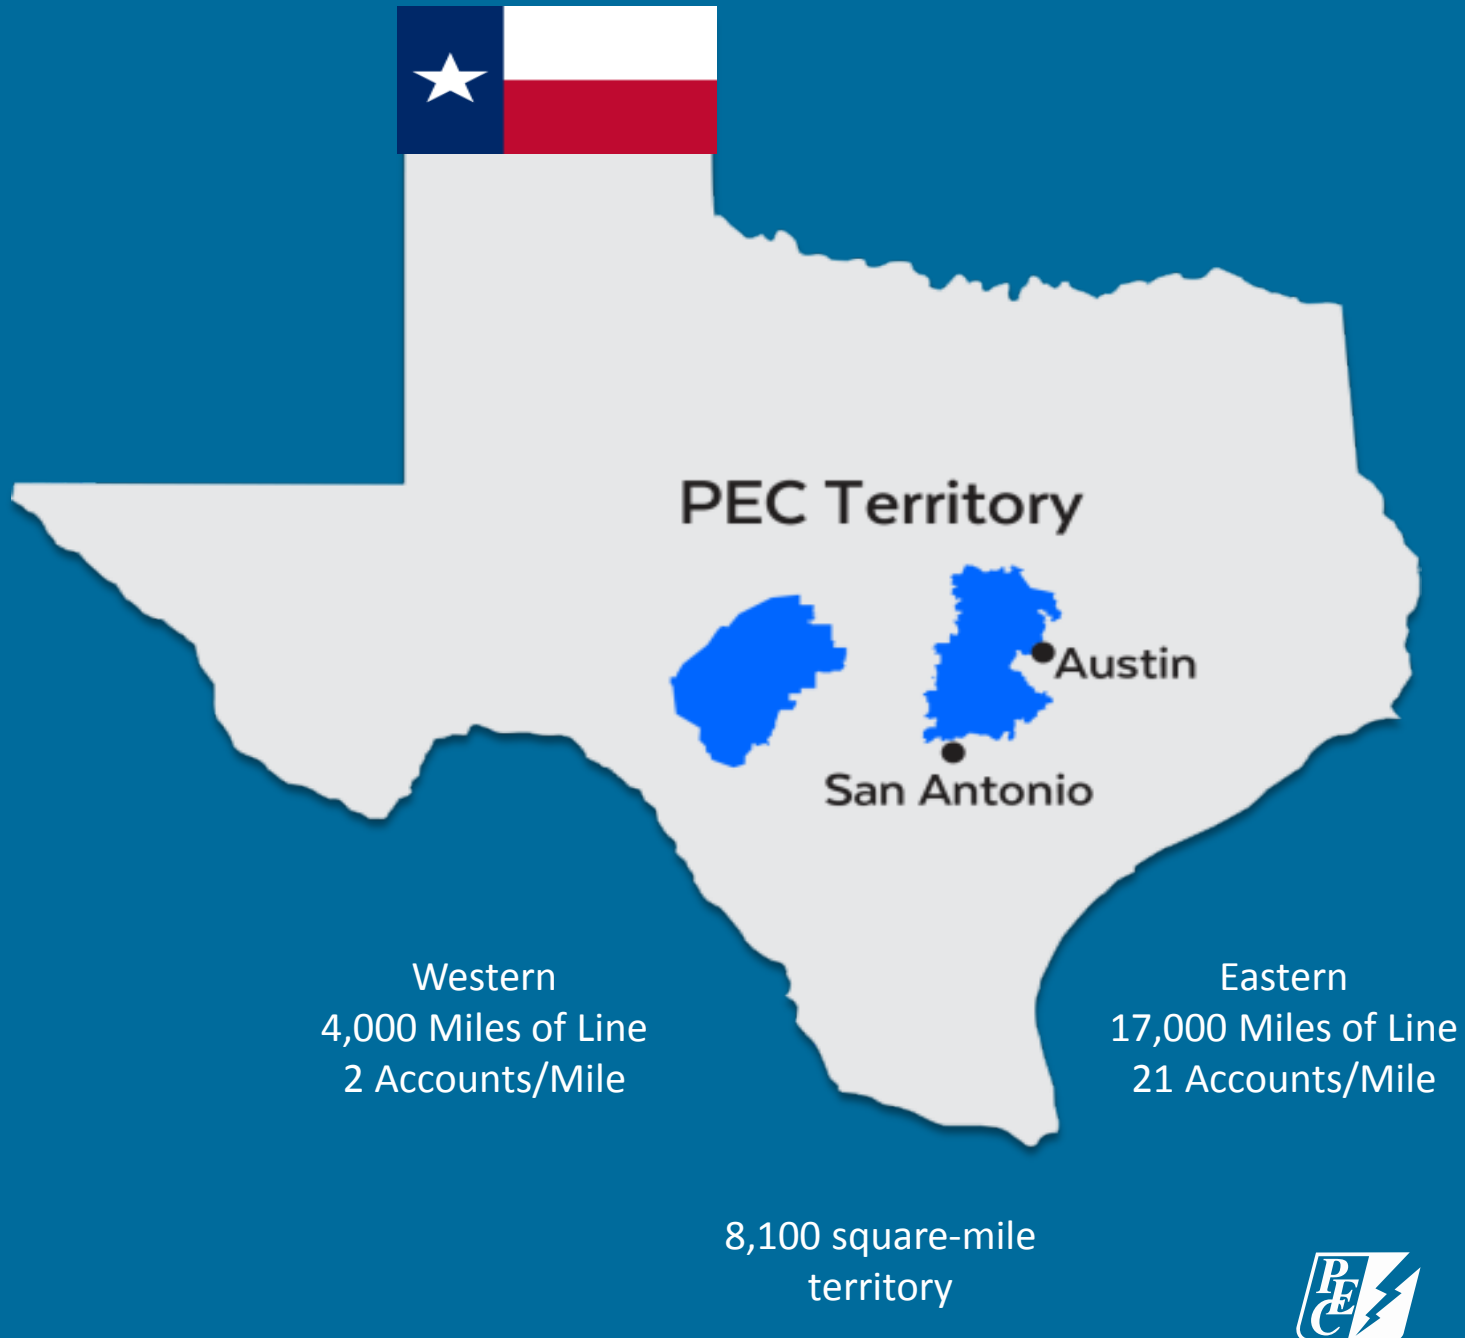 PEC Territory
Austin
San Antonio
Western
4,000 Miles of Line
2 Accounts/Mile
Eastern
17,000 Miles of Line
21 Accounts/Mile
8,100 square-mile
territory
PEC